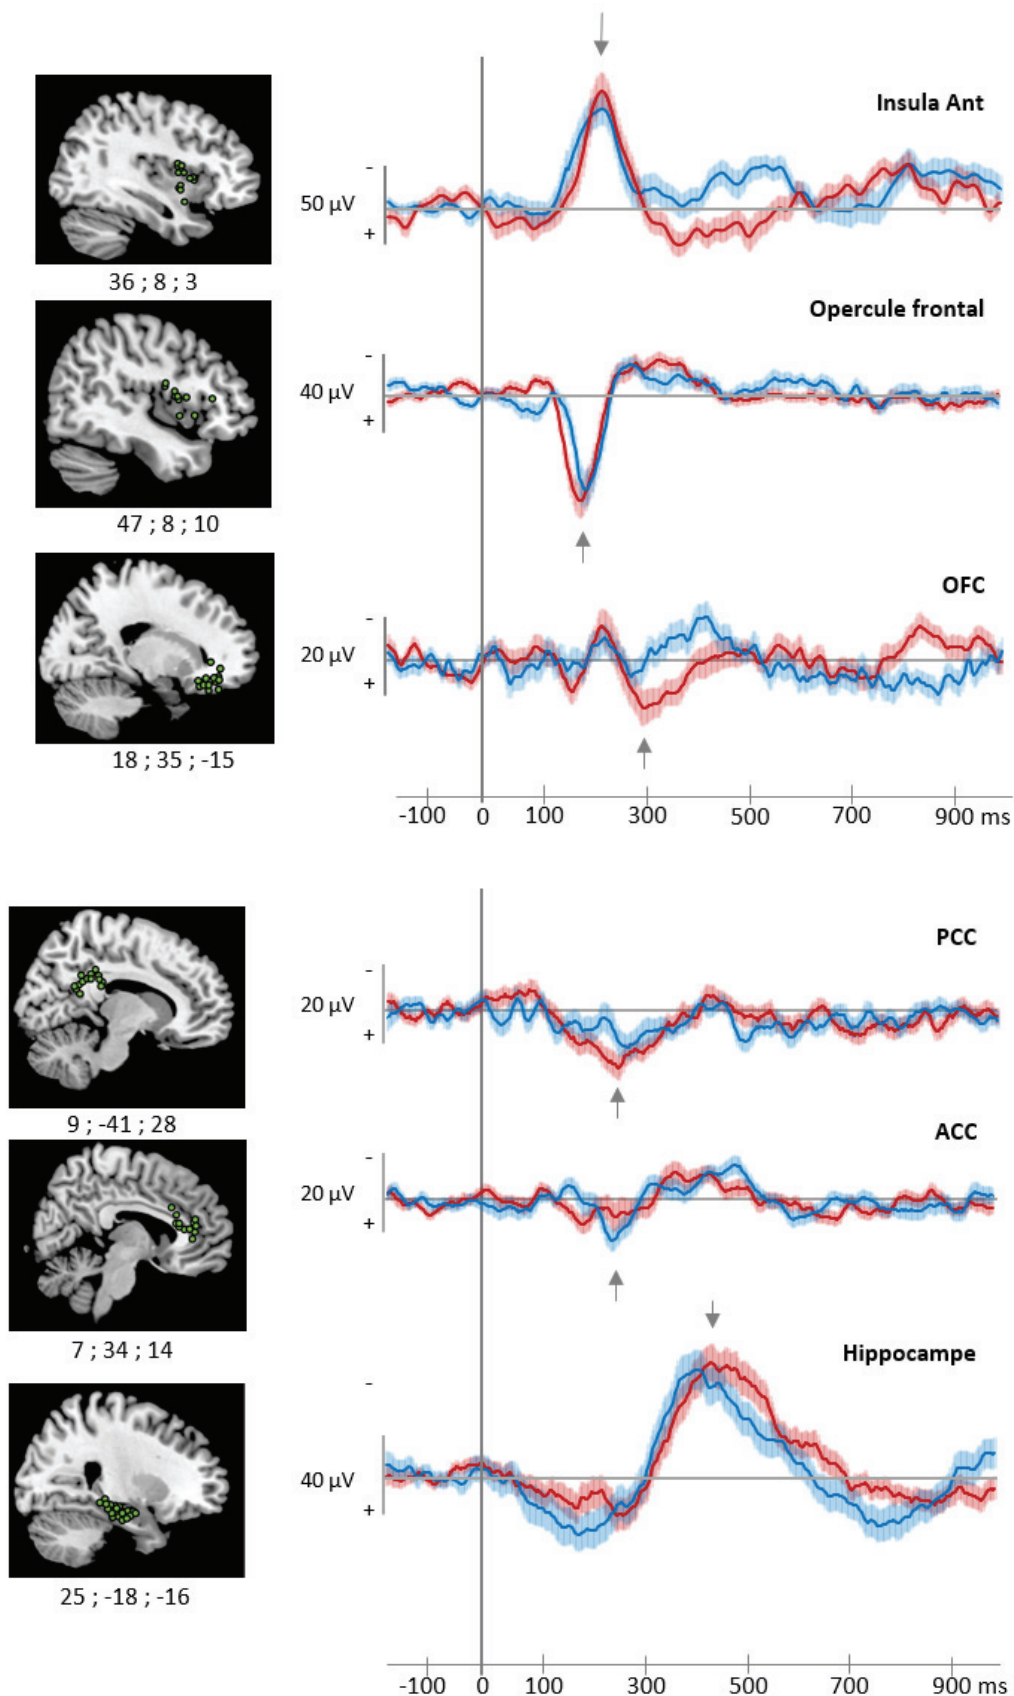 Insula Ant
-
50 µV
+
36 ; 8 ; 3
Opercule frontal
-
40 µV
+
47 ; 8 ; 10
OFC
-
20 µV
+
18 ; 35 ; -15
-100 0 100 300 500 700 900 ms
PCC
-
20 µV
+
9 ; -41 ; 28
ACC
-
20 µV
+
7 ; 34 ; 14
Hippocampe
-
40 µV
+
25 ; -18 ; -16
-100 0 100 300 500 700 900 ms